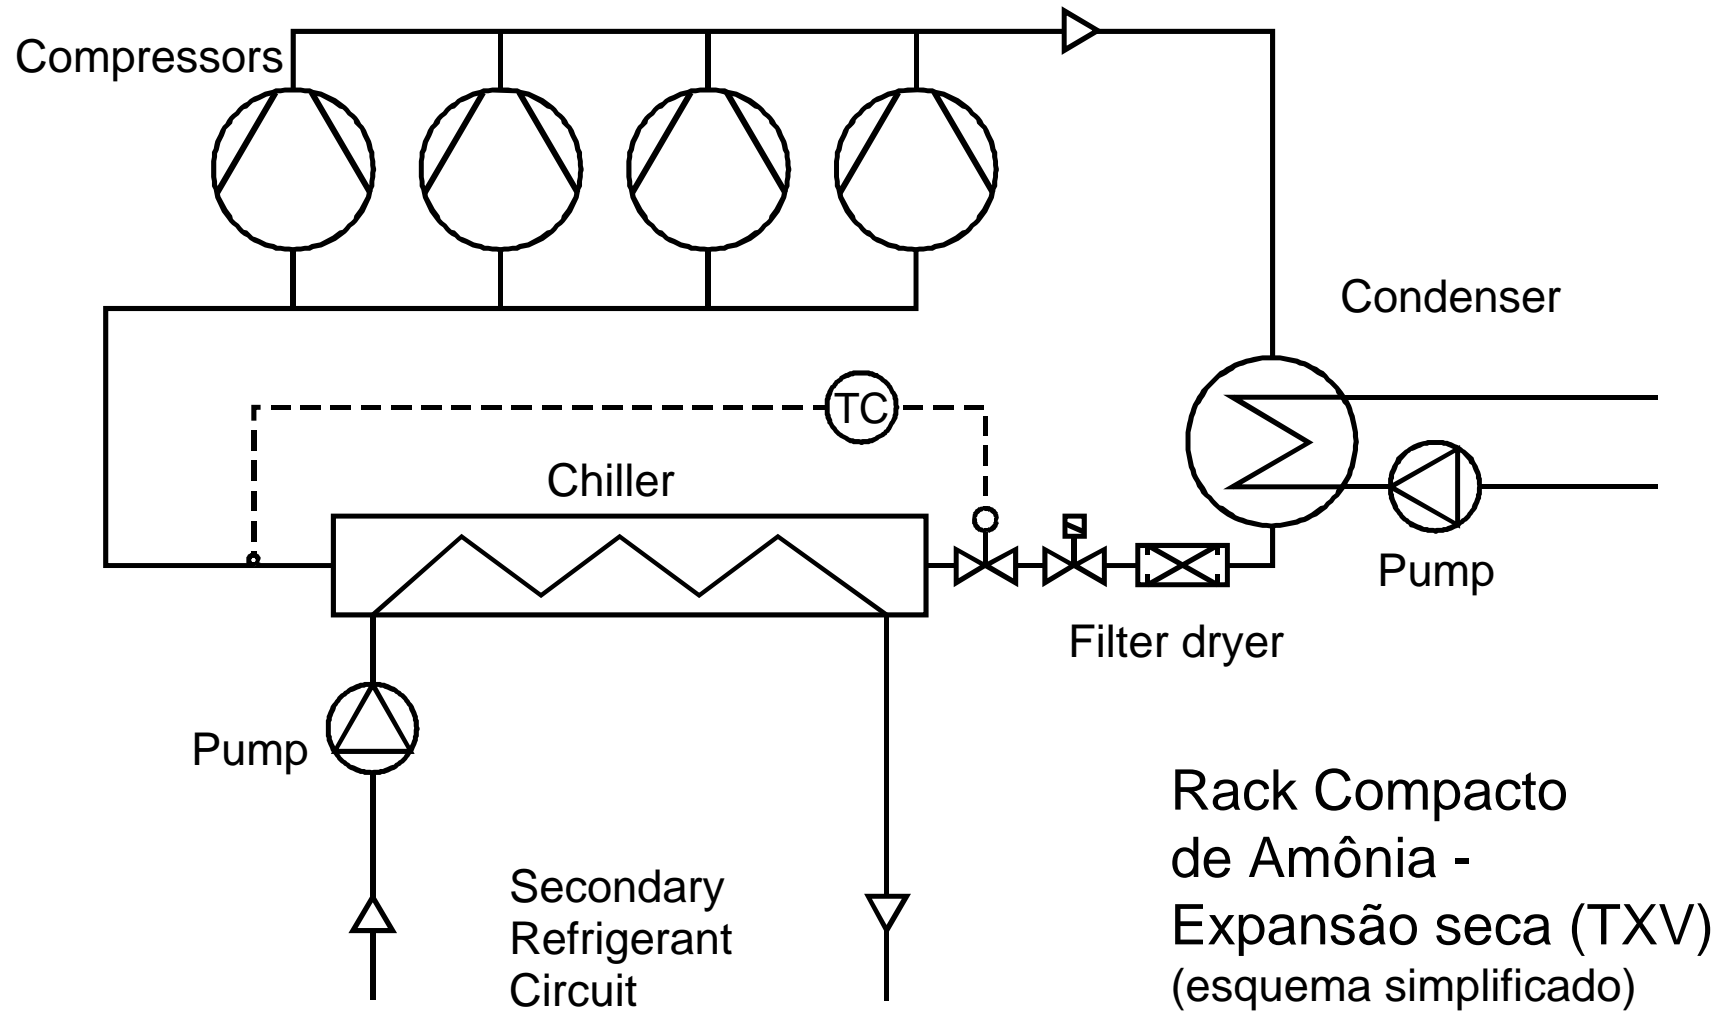 Compressors
Condenser
TC
Chiller
Pump
Filter dryer
Pump
Secondary
Refrigerant
Circuit
Rack Compacto
de Amônia -
Expansão seca (TXV)
(esquema simplificado)